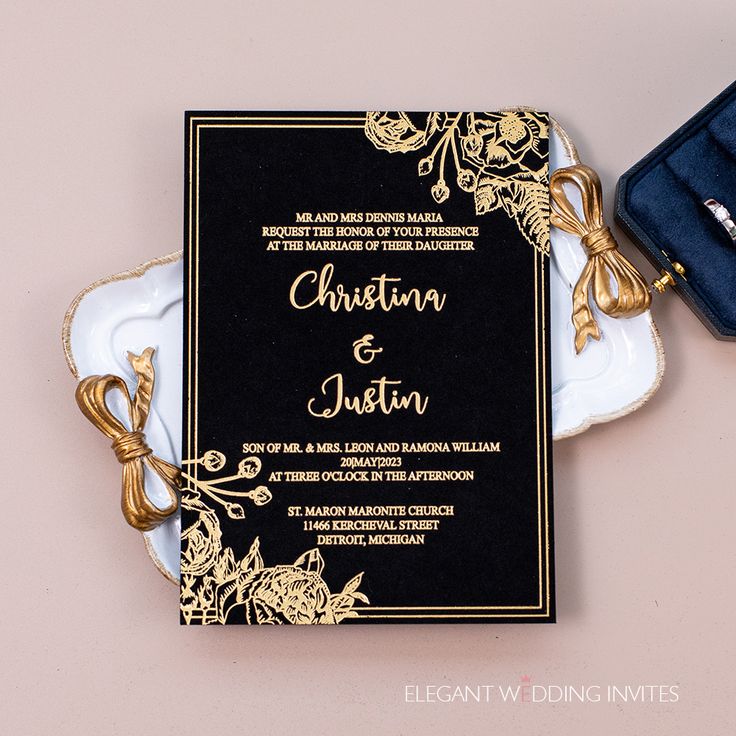 MR AND MRS DENNIS MARIA
REQUEST THE HONOR OF YOUR PRESENCE
AT THE MARRIAGE OF THEIR DAUGHTER
Christina
&
Justin
SON OF MR. & MRS. LEON AND RAMONA WILLIAM
20|MAY|2023
AT THREE O'CLOCK IN THE AFTERNOON
ST. MARON MARONITE CHURCH
11466 KERCHEVAL STREET
DETROIT, MICHIGAN
ELEGANT WEDDING INVITES